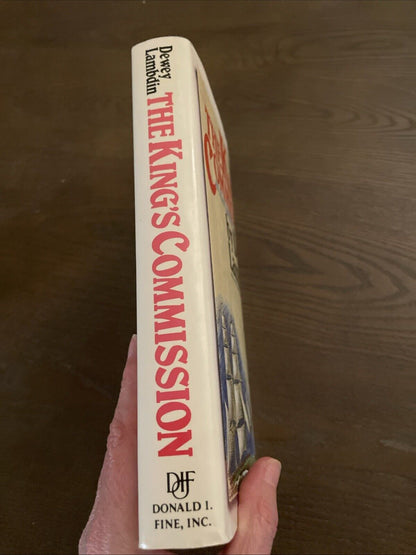 Dewey
Lambdin
THE KING'S COMMISSION
DIF
DONALD I.
FINE, INC.